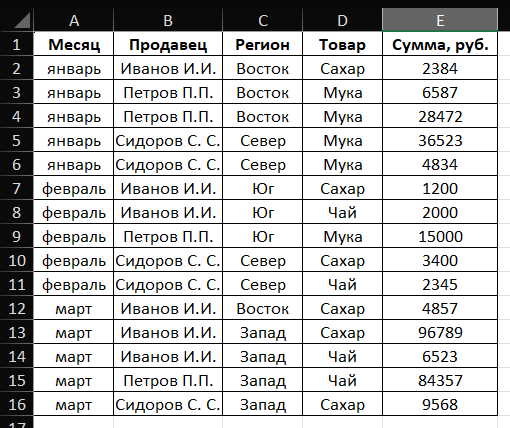 A B C D E
1 Месяц Продавец Регион Товар Сумма, руб.
2 январь Иванов И.И. Восток Сахар 2384
3 январь Петров П.П. Восток Мука 6587
4 январь Петров П.П. Восток Мука 28472
5 январь Сидоров С. С. Север Мука 36523
6 январь Сидоров С. С. Север Мука 4834
7 февраль Иванов И.И. Юг Сахар 1200
8 февраль Иванов И.И. Юг Чай 2000
9 февраль Петров П.П. Юг Мука 15000
10 февраль Сидоров С. С. Север Сахар 3400
11 февраль Сидоров С. С. Север Чай 2345
12 март Иванов И.И. Восток Сахар 4857
13 март Иванов И.И. Запад Сахар 96789
14 март Иванов И.И. Запад Чай 6523
15 март Петров П.П. Запад Чай 84357
16 март Сидоров С. С. Запад Сахар 9568
17